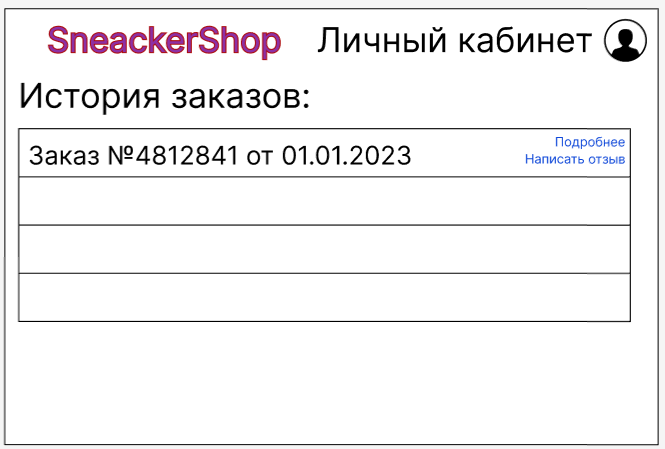 SneackerShop Личный кабинет
История заказов:
Заказ №4812841 от 01.01.2023
Подробнее
Написать отзыв